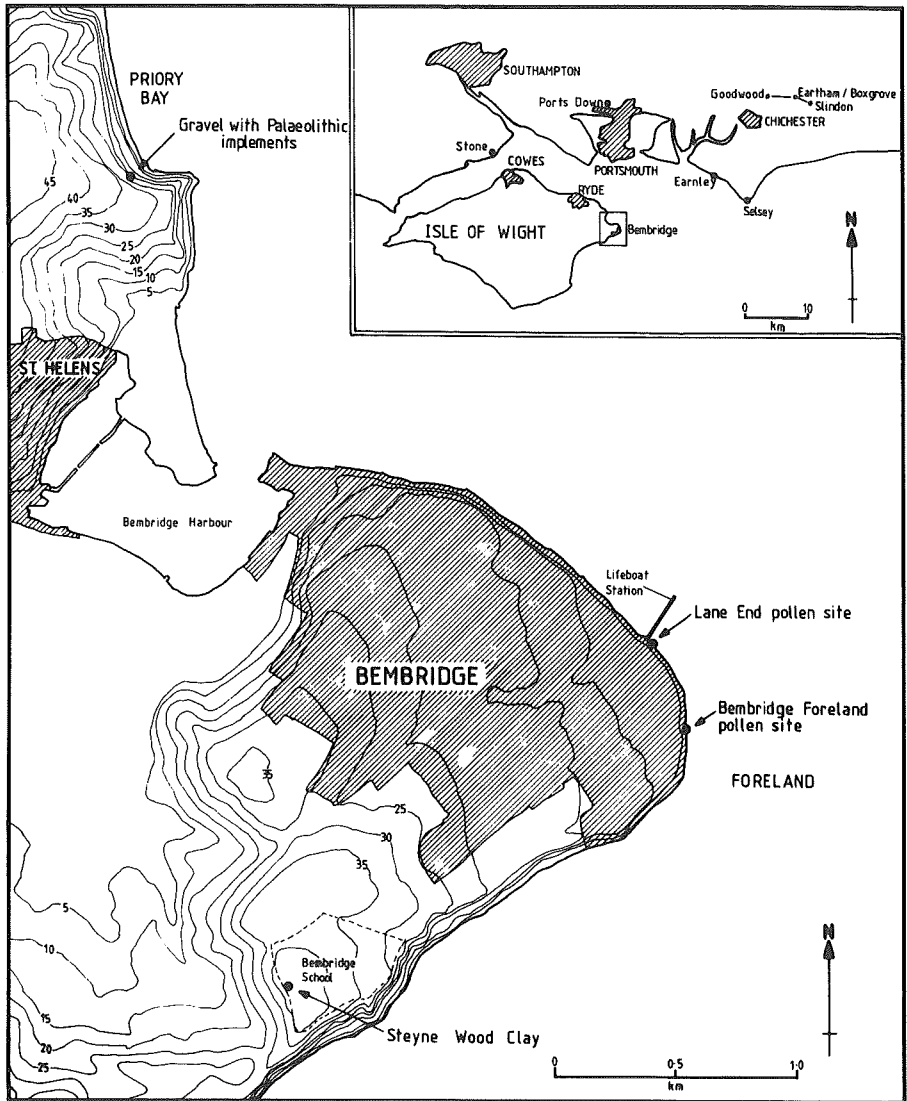 PRIORY
BAY
Gravel with Palaeolithic
implements
45
40
35
30
25
20
15
10
5
ST. HELENS
Bembridge Harbour
SOUTHAMPTON
Ports Down
Goodwood
Eartham / Boxgrove
Slindon
CHICHESTER
Stone
COWES
PORTSMOUTH
RYDE
Earnley
Selsey
ISLE OF WIGHT
Bembridge
N
0 10
km
Lifeboat
Station
Lane End pollen site
BEMBRIDGE
Bembridge Foreland
pollen site
FORELAND
35
25
30
35
5
10
15
20
25
Bembridge
School
Steyne Wood Clay
N
0 0·5 1·0
km